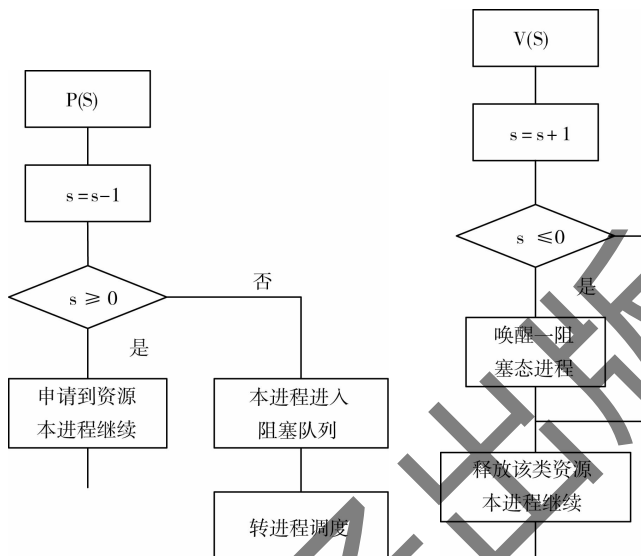 P(S)
s=s-1
s ≥ 0
否
是
申请到资源
本进程继续
本进程进入
阻塞队列
转进程调度
V(S)
s=s+1
s ≤0
是
唤醒一阻
塞态进程
释放该类资源
本进程继续
出版